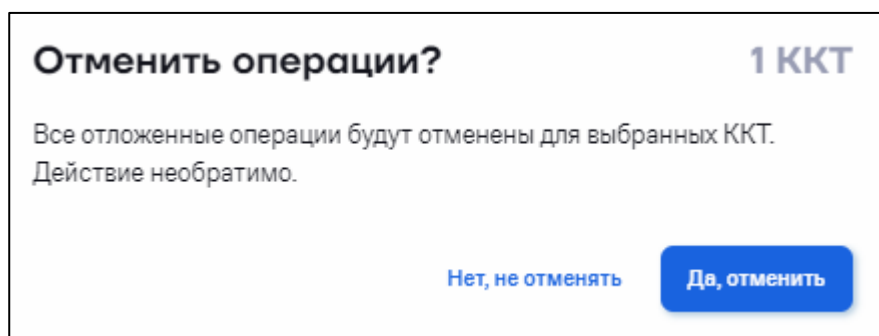 Отменить операции? 1 ККТ
Все отложенные операции будут отменены для выбранных ККТ.
Действие необратимо.
Нет, не отменять Да, отменить